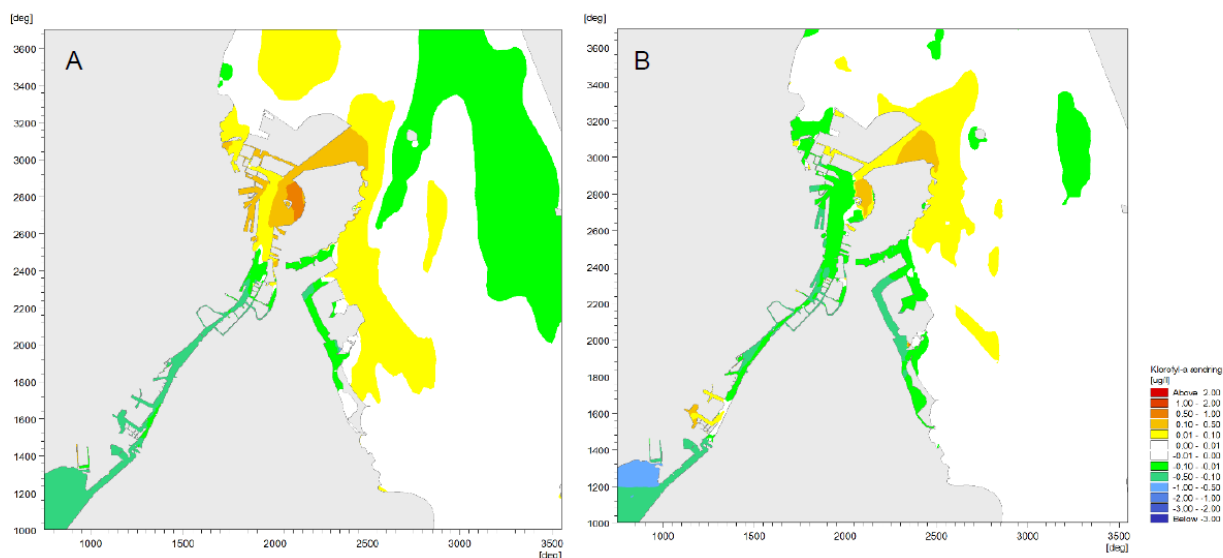 [deg]
A
3600
3400
3200
3000
2800
2600
2400
2200
2000
1800
1600
1400
1200
1000
1000
1500
2000
2500
3000
3500
[deg]
[deg]
B
3600
3400
3200
3000
2800
2600
2400
2200
2000
1800
1600
1400
1200
1000
1000
1500
2000
2500
3000
3500
[deg]
Klorofyl-a ændring
[ug/l]
Above 2.00
1.00 - 2.00
0.50 - 1.00
0.10 - 0.50
0.01 - 0.10
0.00 - 0.01
-0.01 - 0.00
-0.10 - -0.01
-0.50 - -0.10
-1.00 - -0.50
-2.00 - -1.00
-3.00 - -2.00
Below -3.00